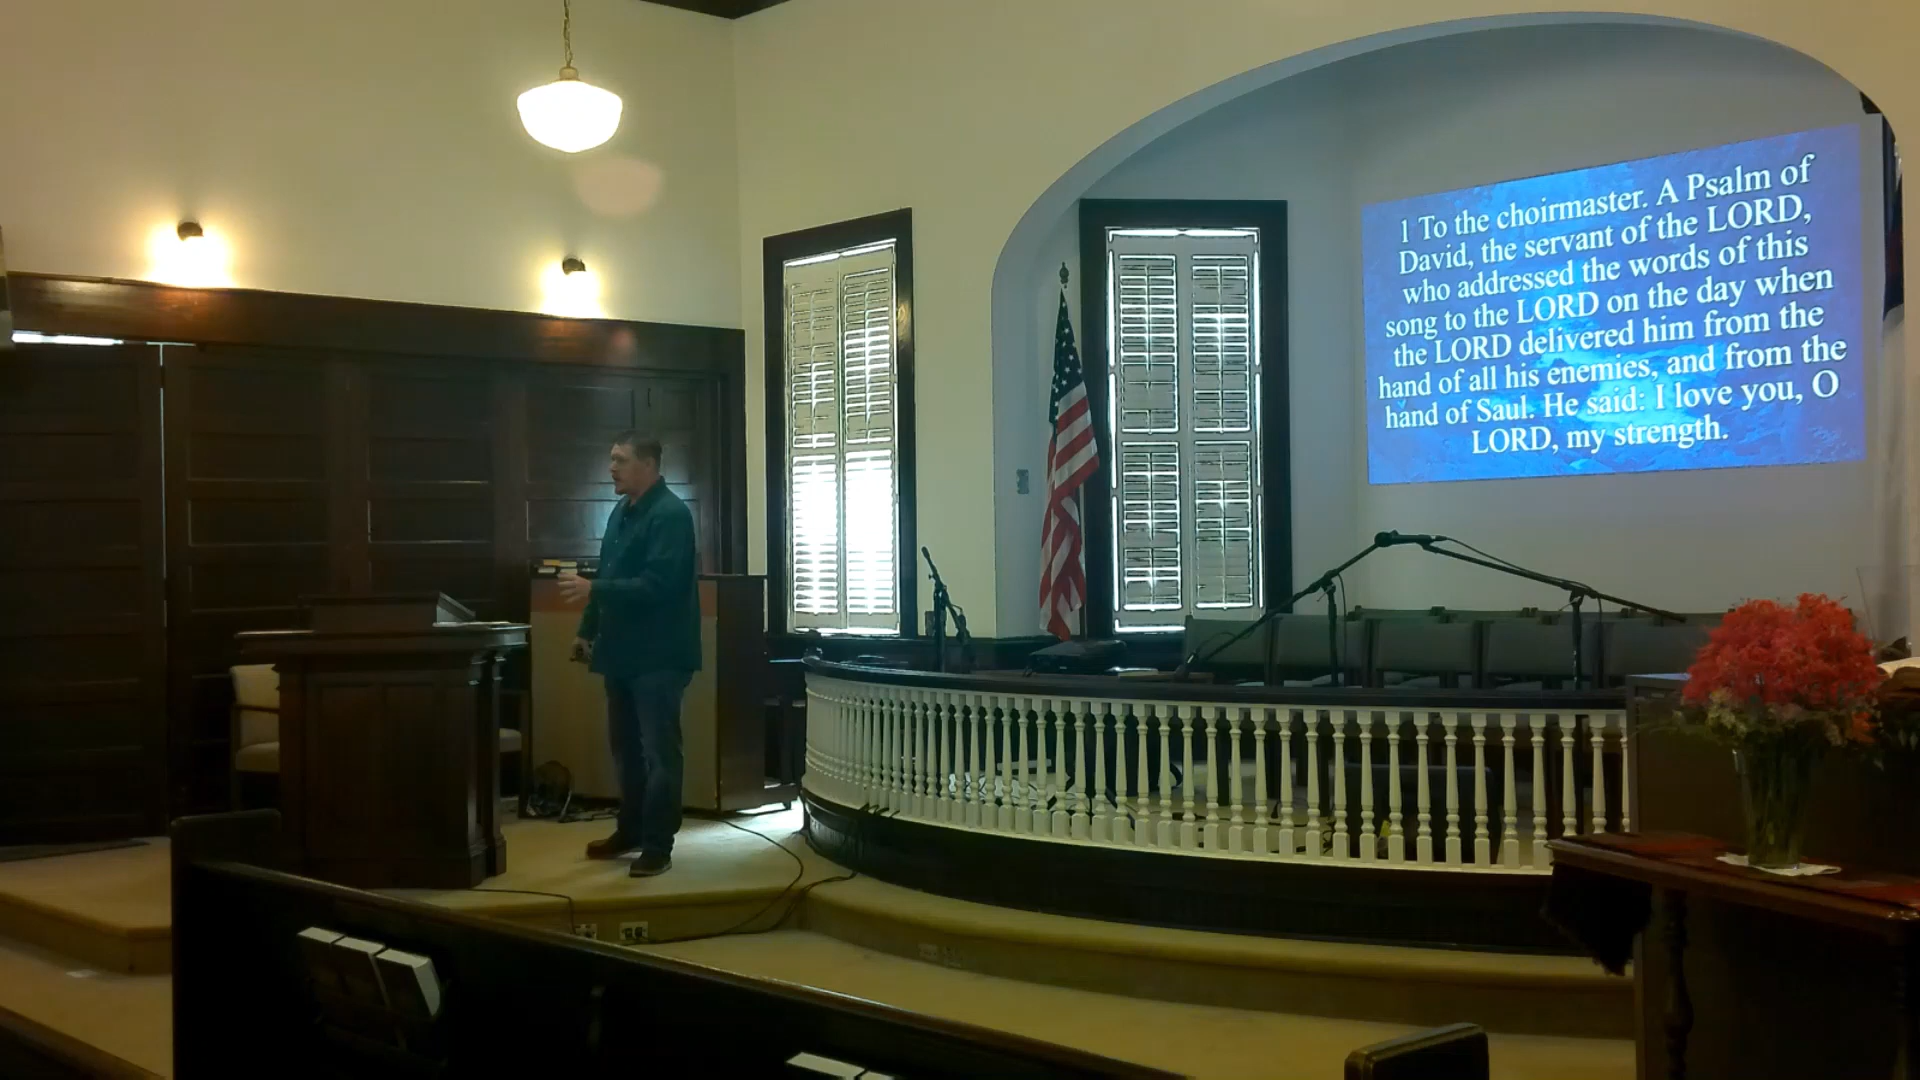 1 To the choirmaster. A Psalm of
David, the servant of the LORD,
who addressed the words of this
song to the LORD on the day when
the LORD delivered him from the
hand of all his enemies, and from the
hand of Saul. He said: I love you, O
LORD, my strength.